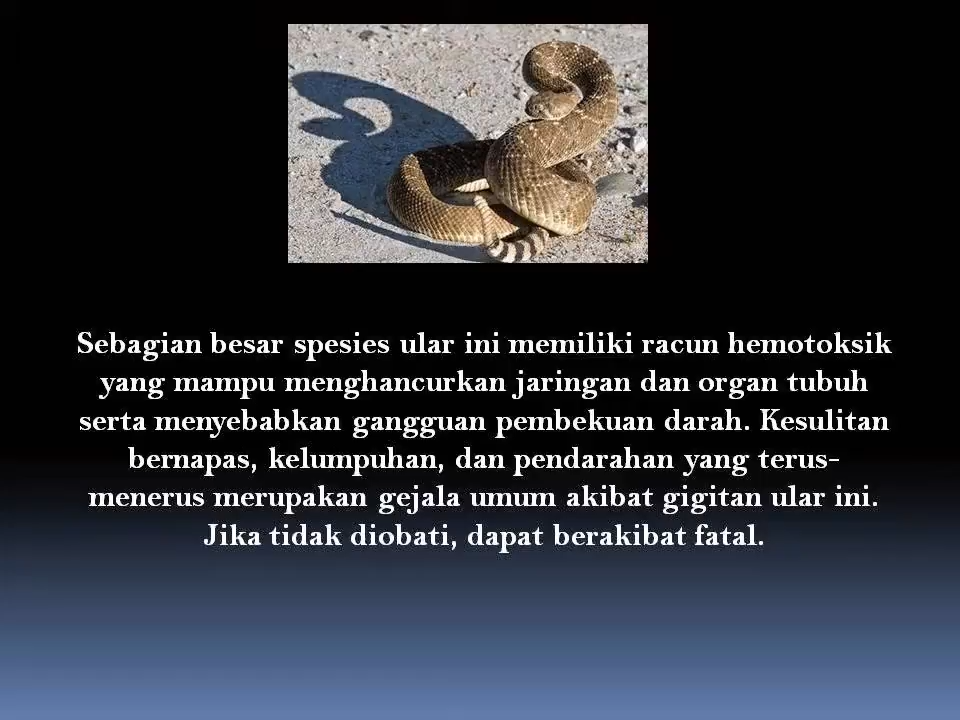 Sebagian besar spesies ular ini memiliki racun hemotoksik
yang mampu menghancurkan jaringan dan organ tubuh
serta menyebabkan gangguan pembekuan darah. Kesulitan
bernapas, kelumpuhan, dan pendarahan yang terus-
menerus merupakan gejala umum akibat gigitan ular ini.
Jika tidak diobati, dapat berakibat fatal.